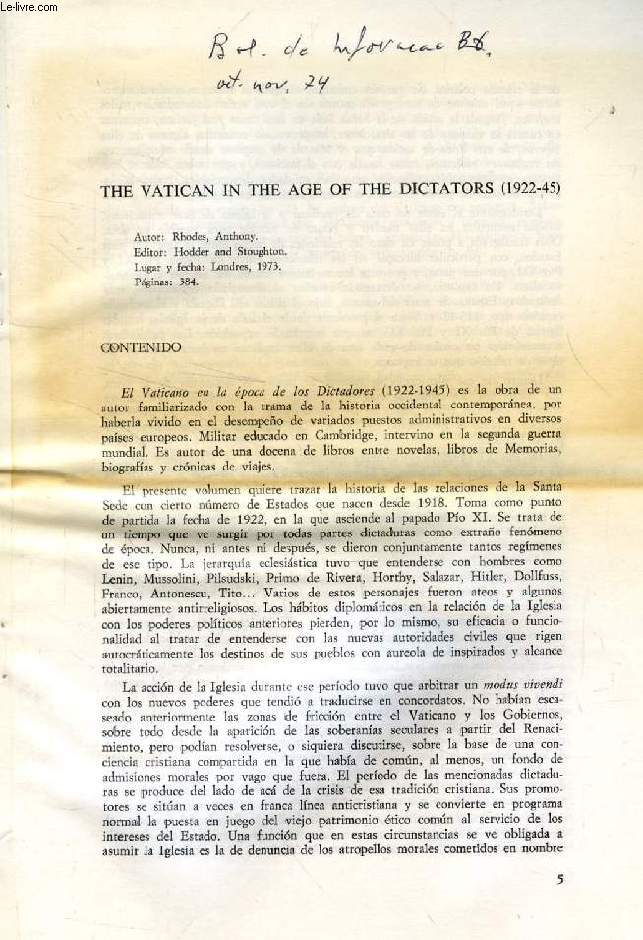 Le-livre.com
Bol. de
oct-nov, 74
THE VATICAN IN THE AGE OF THE DICTATORS (1922-45)
Autor: Rhodes, Anthony.
Editor: Hodder and Stoughton.
Lugar y fecha: Londres, 1973.
Páginas: 384.
CONTENIDO
El Vaticano en la época de los Dictadores (1922-1945) es la obra de un
autor familiarizado con la trama de la historia occidental contemporánea, por
haberla vivido en el desempeño de variados puestos administrativos en diversos
países europeos. Militar educado en Cambridge, intervino en la segunda guerra
mundial. Es autor de una docena de libros entre novelas, libros de Memorias,
biografías y crónicas de viajes.
El presente volumen quiere trazar la historia de las relaciones de la Santa
Sede con cierto número de Estados que nacen desde 1918. Toma como punto
de partida la fecha de 1922, en la que asciende al papado Pío XI. Se trata de
un tiempo que ve surgir por todas partes dictaduras como extraño fenómeno
de época. Nunca, ni antes ni después, se dieron conjuntamente tantos regímenes
de ese tipo. La jerarquía eclesiástica tuvo que entenderse con hombres como
Lenin, Mussolini, Pilsudski, Primo de Rivera, Horthy, Salazar, Hitler, Dollfuss,
Franco, Antonescu, Tito... Varios de estos personajes fueron ateos y algunos
abiertamente antirreligiosos. Los hábitos diplomáticos en la relación de la Iglesia
con los poderes políticos anteriores pierden, por lo mismo, su eficacia o funcio-
nalidad al tratar de entenderse con las nuevas autoridades civiles que rigen
autocráticamente los destinos de sus pueblos con aureola de inspirados y alcance
totalitario.
La acción de la Iglesia durante ese período tuvo que arbitrar un modus vivendi
con los nuevos poderes que tendió a traducirse en concordatos. No habían esca-
seado anteriormente las zonas de fricción entre el Vaticano y los Gobiernos,
sobre todo desde la aparición de las soberanías seculares a partir del Renaci-
miento, pero podían resolverse, o siquiera discutirse, sobre la base de una con-
ciencia cristiana compartida en la que había de común, al menos, un fondo de
admisiones morales por vago que fuera. El período de las mencionadas dictadu-
ras se produce del lado de acá de la crisis de esa tradición cristiana. Sus promo-
tores se sitúan a veces en franca línea anticristiana y se convierte en programa
normal la puesta en juego del viejo patrimonio ético común al servicio de los
intereses del Estado. Una función que en estas circunstancias se ve obligada a
asumir la Iglesia es la de denuncia de los atropellos morales cometidos en nombre
5